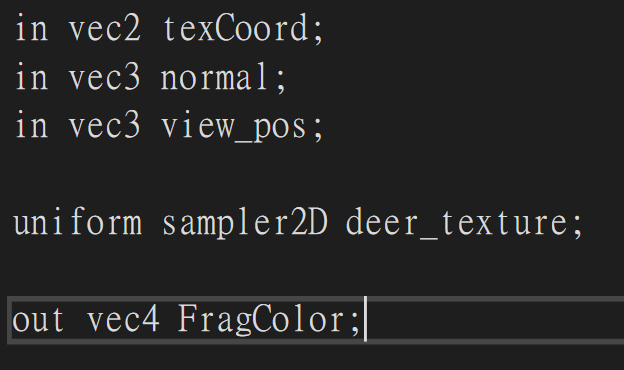 in vec2 texCoord;
in vec3 normal;
in vec3 view_pos;
uniform sampler2D deer_texture;
out vec4 FragColor;